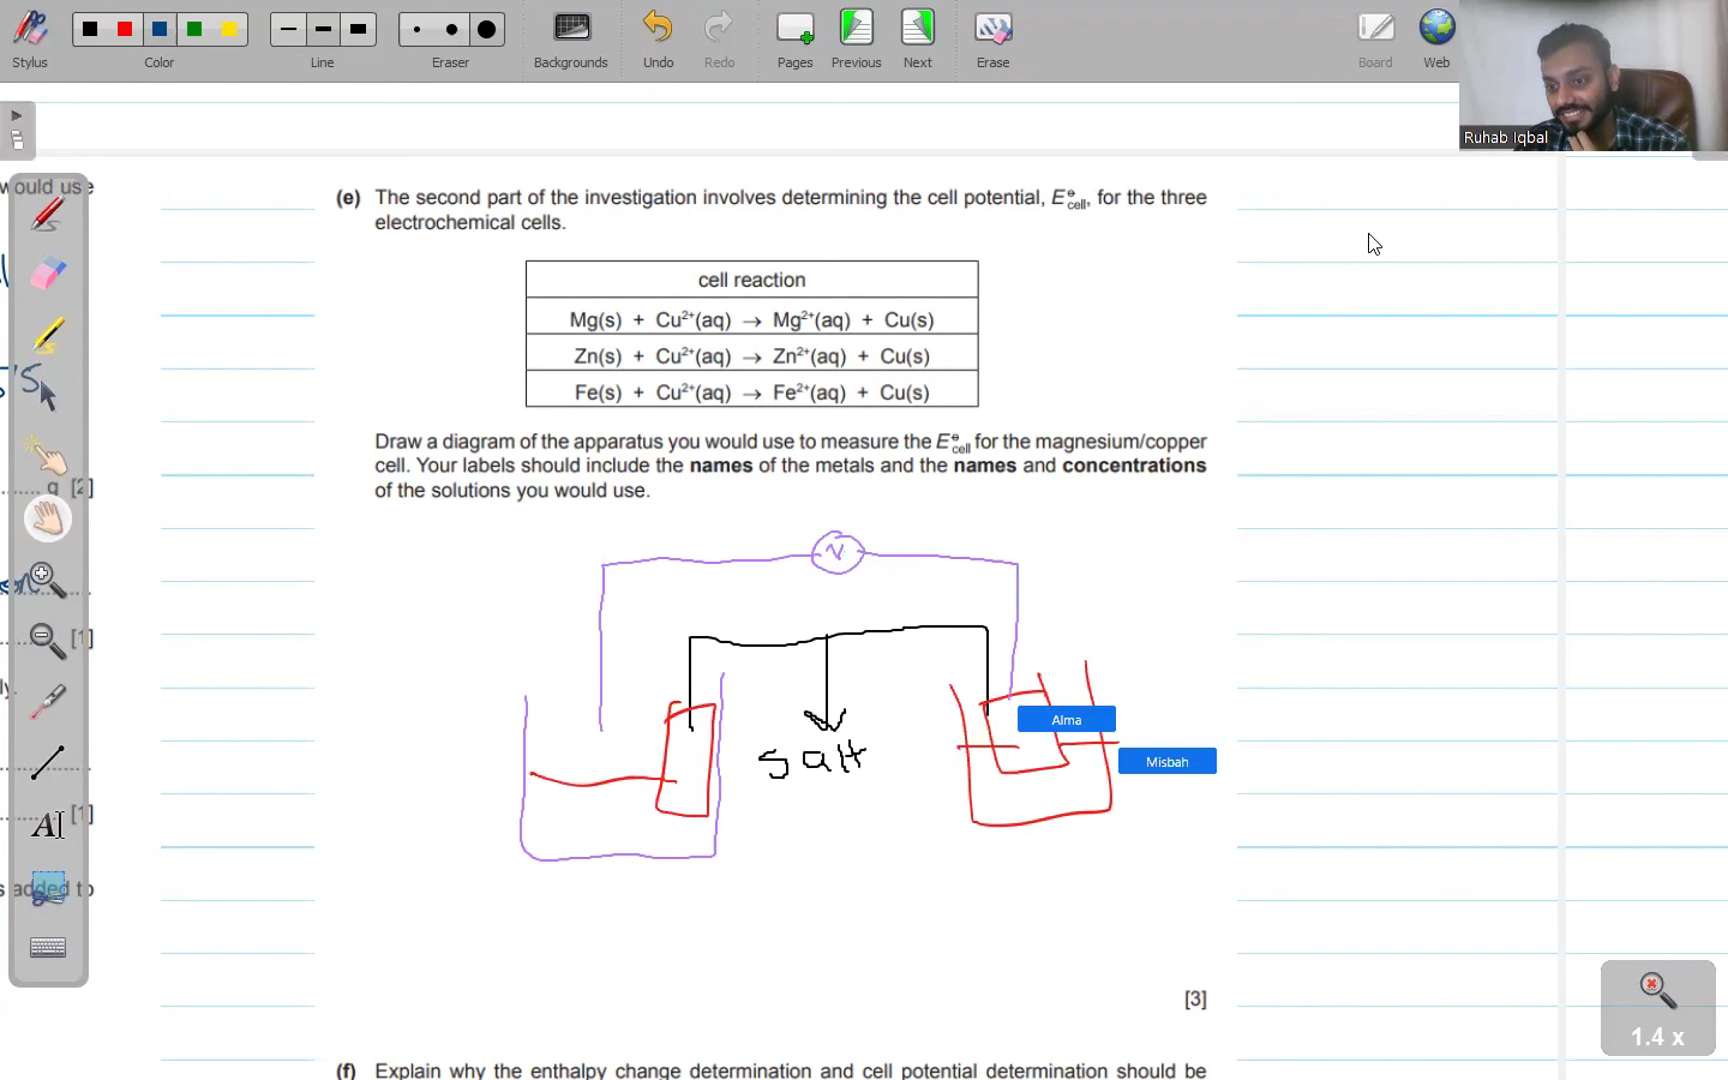 Stylus Color Line Eraser Backgrounds Undo Redo Pages Previous Next Erase Board Web
Ruhab Iqbal
would use
(e) The second part of the investigation involves determining the cell potential, E⦵cell, for the three
electrochemical cells.
cell reaction
Mg(s) + Cu²⁺(aq) → Mg²⁺(aq) + Cu(s)
Zn(s) + Cu²⁺(aq) → Zn²⁺(aq) + Cu(s)
Fe(s) + Cu²⁺(aq) → Fe²⁺(aq) + Cu(s)
Draw a diagram of the apparatus you would use to measure the E⦵cell for the magnesium/copper
cell. Your labels should include the names of the metals and the names and concentrations
of the solutions you would use.
g [2]
V
[1]
Alma
salt
Misbah
[1]
s added to
[3]
1.4 x
(f) Explain why the enthalpy change determination and cell potential determination should be